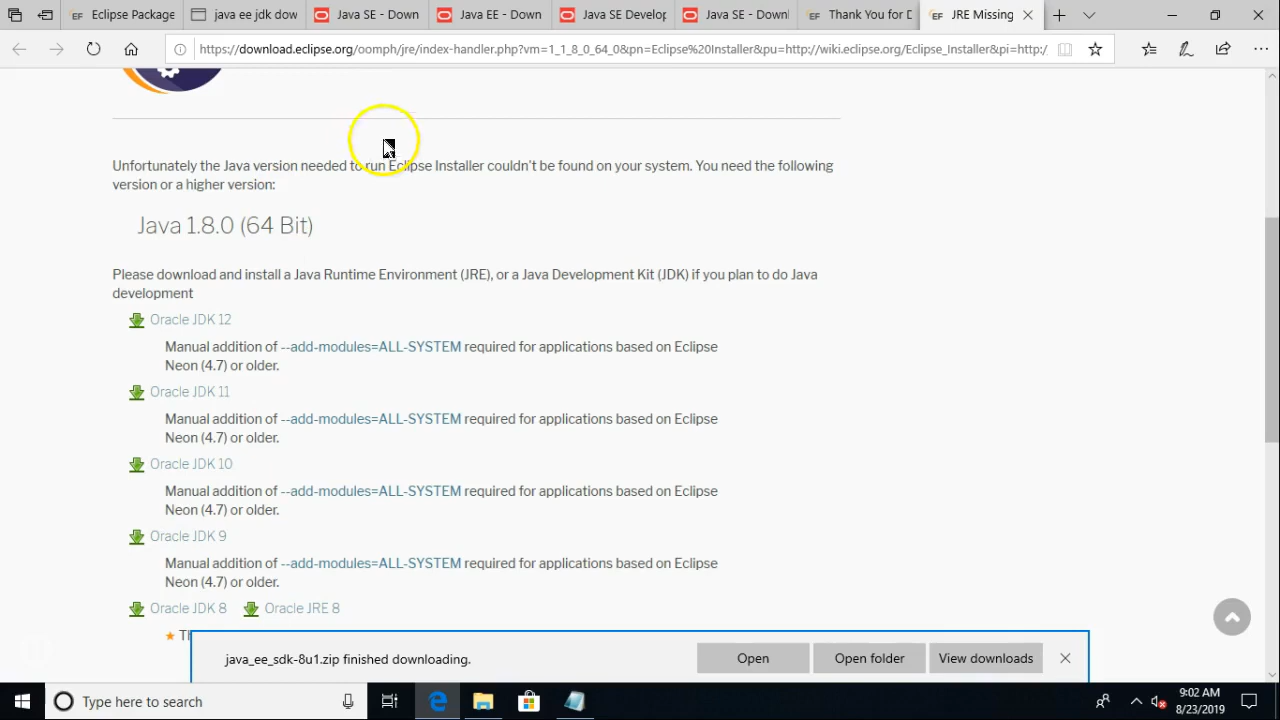 Eclipse Package
java ee jdk dow
Java SE - Down
Java EE - Down
Java SE Develop
Java SE - Down
Thank You for D
JRE Missing
https://download.eclipse.org/oomph/jre/index-handler.php?vm=1_1_8_0_64_0&pn=Eclipse%20Installer&pu=http://wiki.eclipse.org/Eclipse_Installer&pi=http:/
Unfortunately the Java version needed to run Eclipse Installer couldn't be found on your system. You need the following
version or a higher version:
Java 1.8.0 (64 Bit)
Please download and install a Java Runtime Environment (JRE), or a Java Development Kit (JDK) if you plan to do Java
development
Oracle JDK 12
Manual addition of --add-modules=ALL-SYSTEM required for applications based on Eclipse
Neon (4.7) or older.
Oracle JDK 11
Manual addition of --add-modules=ALL-SYSTEM required for applications based on Eclipse
Neon (4.7) or older.
Oracle JDK 10
Manual addition of --add-modules=ALL-SYSTEM required for applications based on Eclipse
Neon (4.7) or older.
Oracle JDK 9
Manual addition of --add-modules=ALL-SYSTEM required for applications based on Eclipse
Neon (4.7) or older.
Oracle JDK 8 Oracle JRE 8
java_ee_sdk-8u1.zip finished downloading.
Open
Open folder
View downloads
Type here to search
9:02 AM
8/23/2019